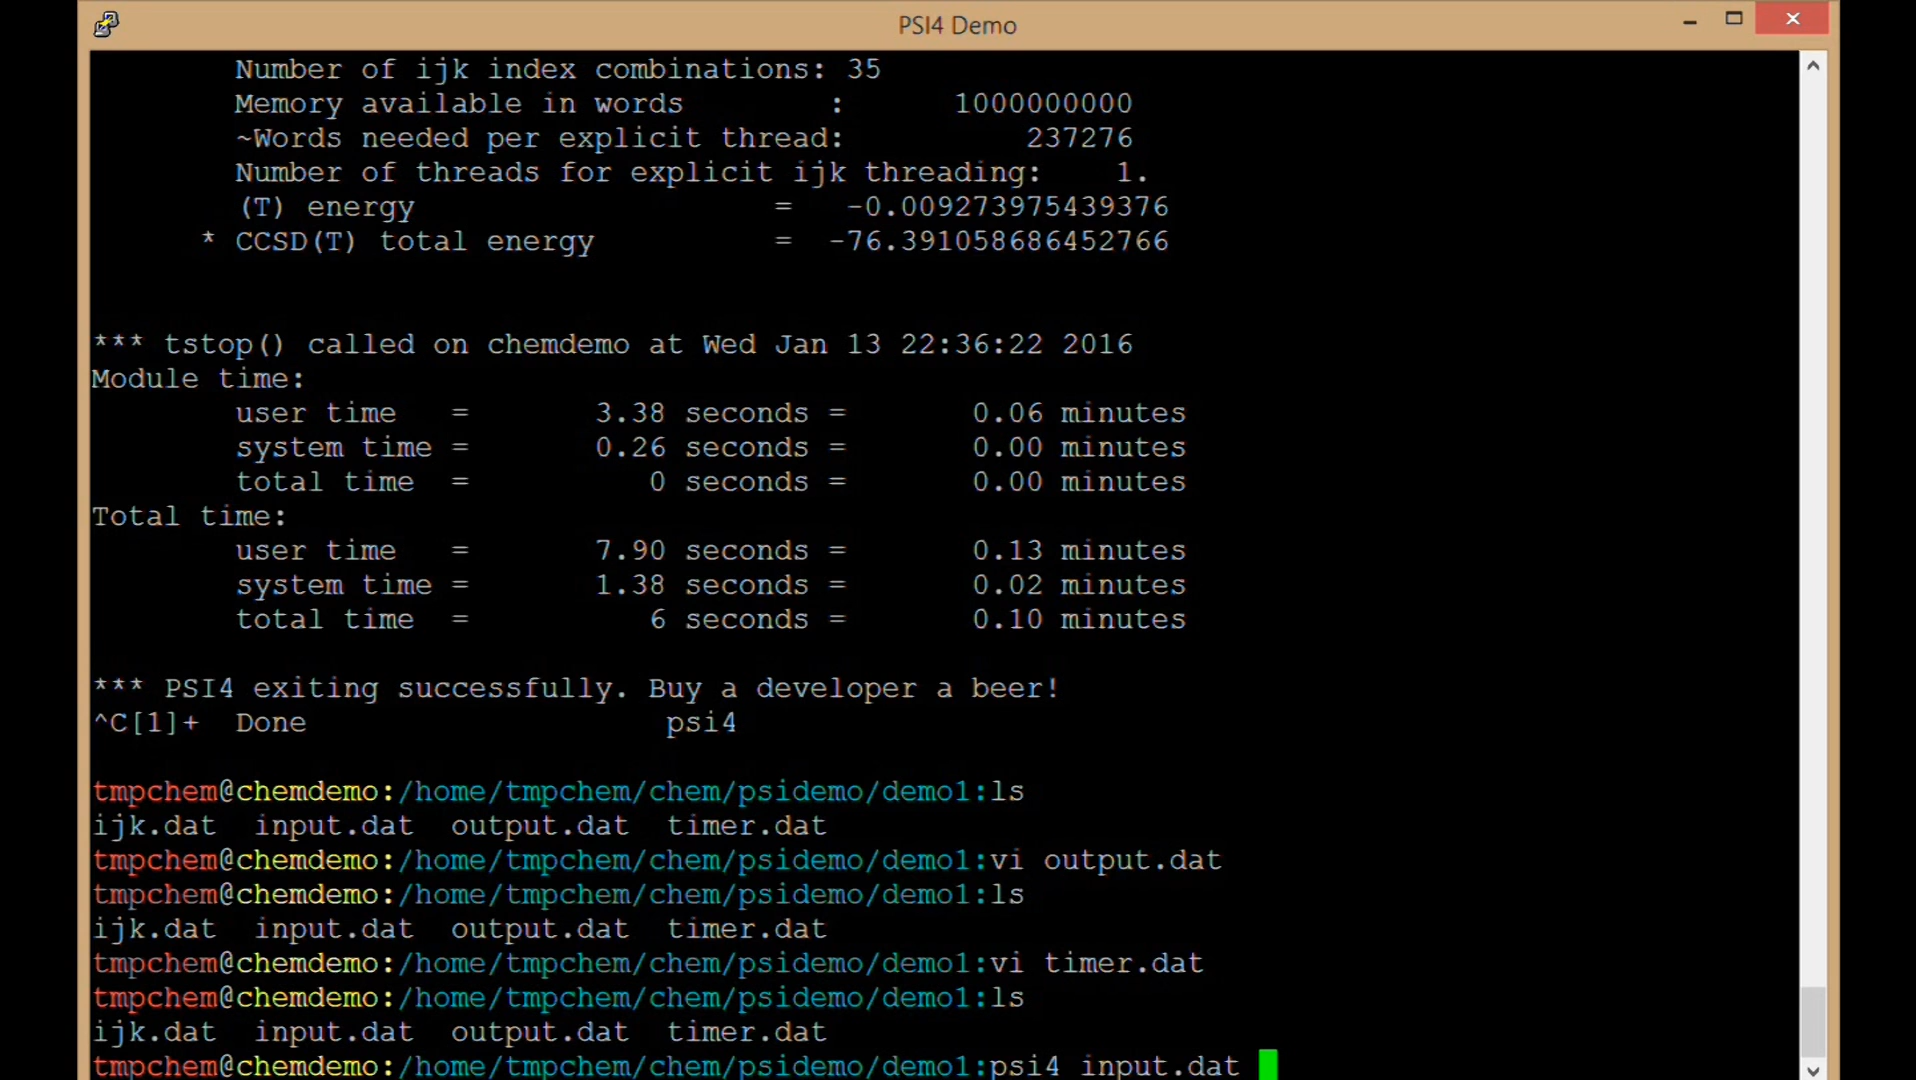 PSI4 Demo
Number of ijk index combinations: 35
Memory available in words : 1000000000
~Words needed per explicit thread: 237276
Number of threads for explicit ijk threading: 1.
(T) energy = -0.009273975439376
* CCSD(T) total energy = -76.391058686452766
*** tstop() called on chemdemo at Wed Jan 13 22:36:22 2016
Module time:
user time = 3.38 seconds = 0.06 minutes
system time = 0.26 seconds = 0.00 minutes
total time = 0 seconds = 0.00 minutes
Total time:
user time = 7.90 seconds = 0.13 minutes
system time = 1.38 seconds = 0.02 minutes
total time = 6 seconds = 0.10 minutes
*** PSI4 exiting successfully. Buy a developer a beer!
^C[1]+ Done psi4
tmpchem@chemdemo:/home/tmpchem/chem/psidemo/demo1:ls
ijk.dat input.dat output.dat timer.dat
tmpchem@chemdemo:/home/tmpchem/chem/psidemo/demo1:vi output.dat
tmpchem@chemdemo:/home/tmpchem/chem/psidemo/demo1:ls
ijk.dat input.dat output.dat timer.dat
tmpchem@chemdemo:/home/tmpchem/chem/psidemo/demo1:vi timer.dat
tmpchem@chemdemo:/home/tmpchem/chem/psidemo/demo1:ls
ijk.dat input.dat output.dat timer.dat
tmpchem@chemdemo:/home/tmpchem/chem/psidemo/demo1:psi4 input.dat